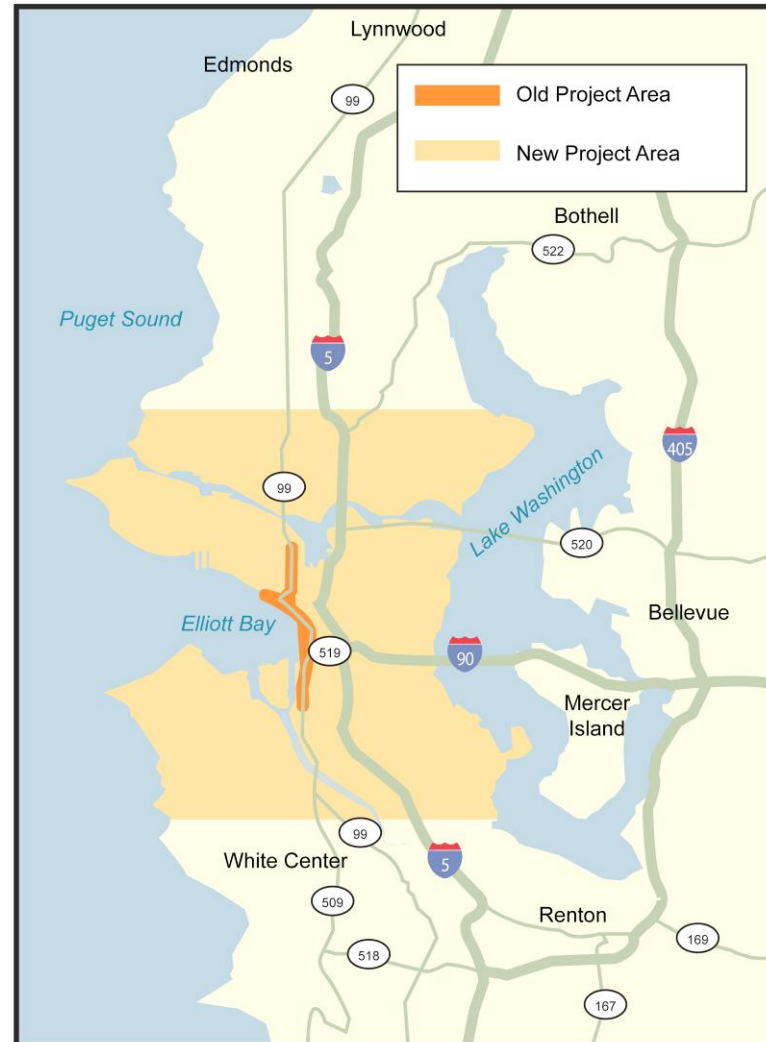 Lynnwood
Edmonds
99
Old Project Area
New Project Area
Bothell
522
Puget Sound
5
405
99
Lake Washington
520
Elliott Bay
Bellevue
519
90
Mercer
Island
99
White Center
5
509
Renton
518
169
167